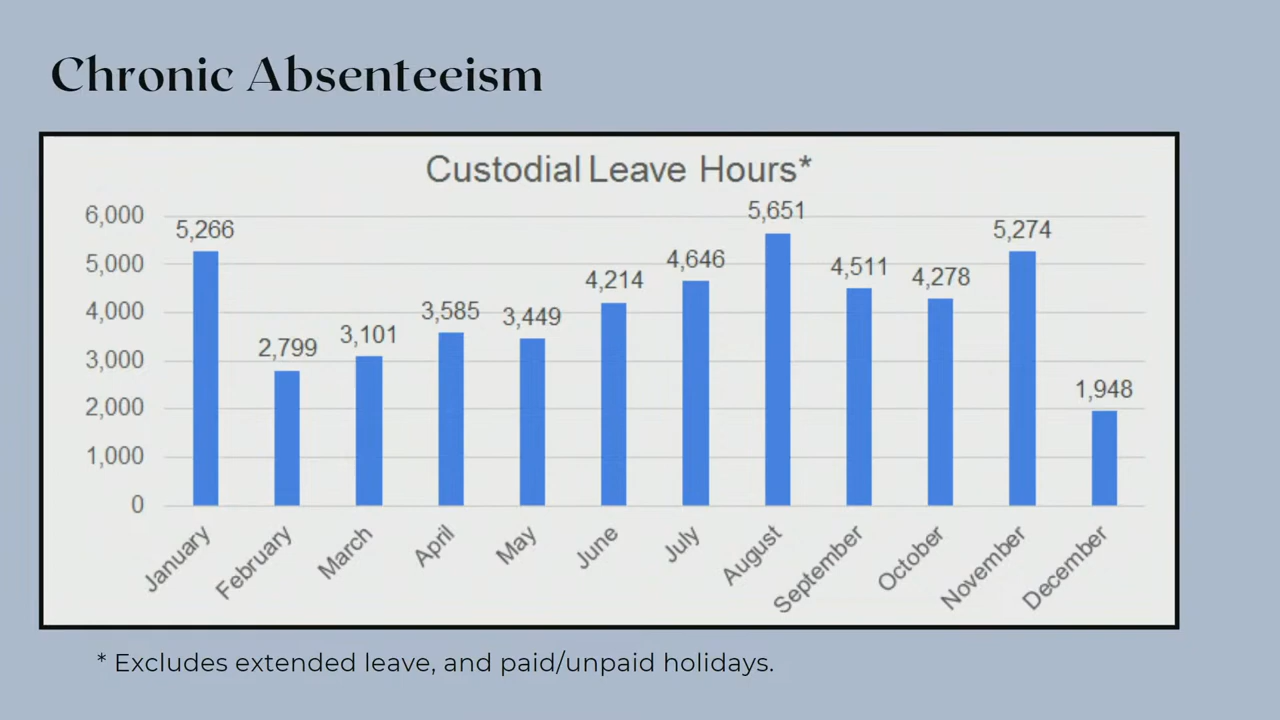 Chronic Absenteeism
Custodial Leave Hours*
6,000
5,000
4,000
3,000
2,000
1,000
0
5,266
2,799
3,101
3,585
3,449
4,214
4,646
5,651
4,511
4,278
5,274
1,948
January
February
March
April
May
June
July
August
September
October
November
December
* Excludes extended leave, and paid/unpaid holidays.